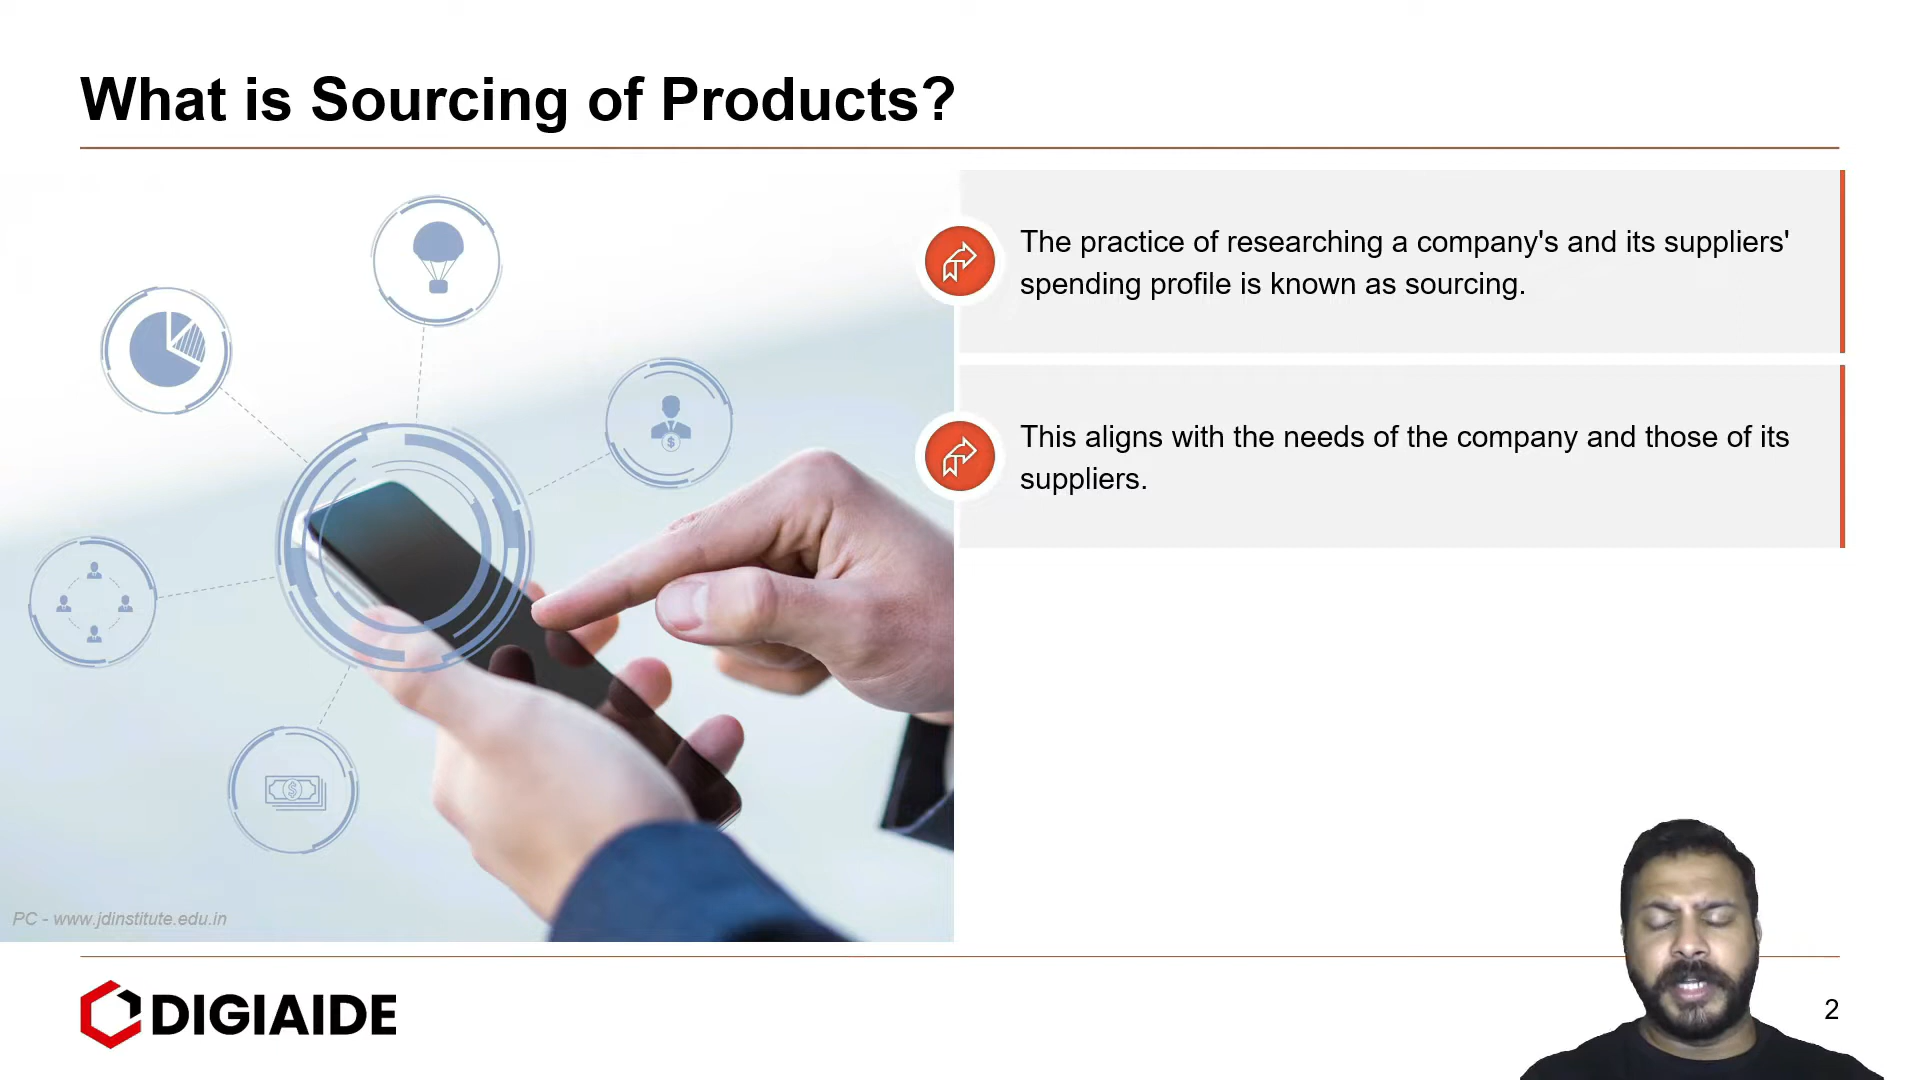 What is Sourcing of Products?
The practice of researching a company's and its suppliers'
spending profile is known as sourcing.
This aligns with the needs of the company and those of its
suppliers.
PC - www.jdinstitute.edu.in
DIGIAIDE
2